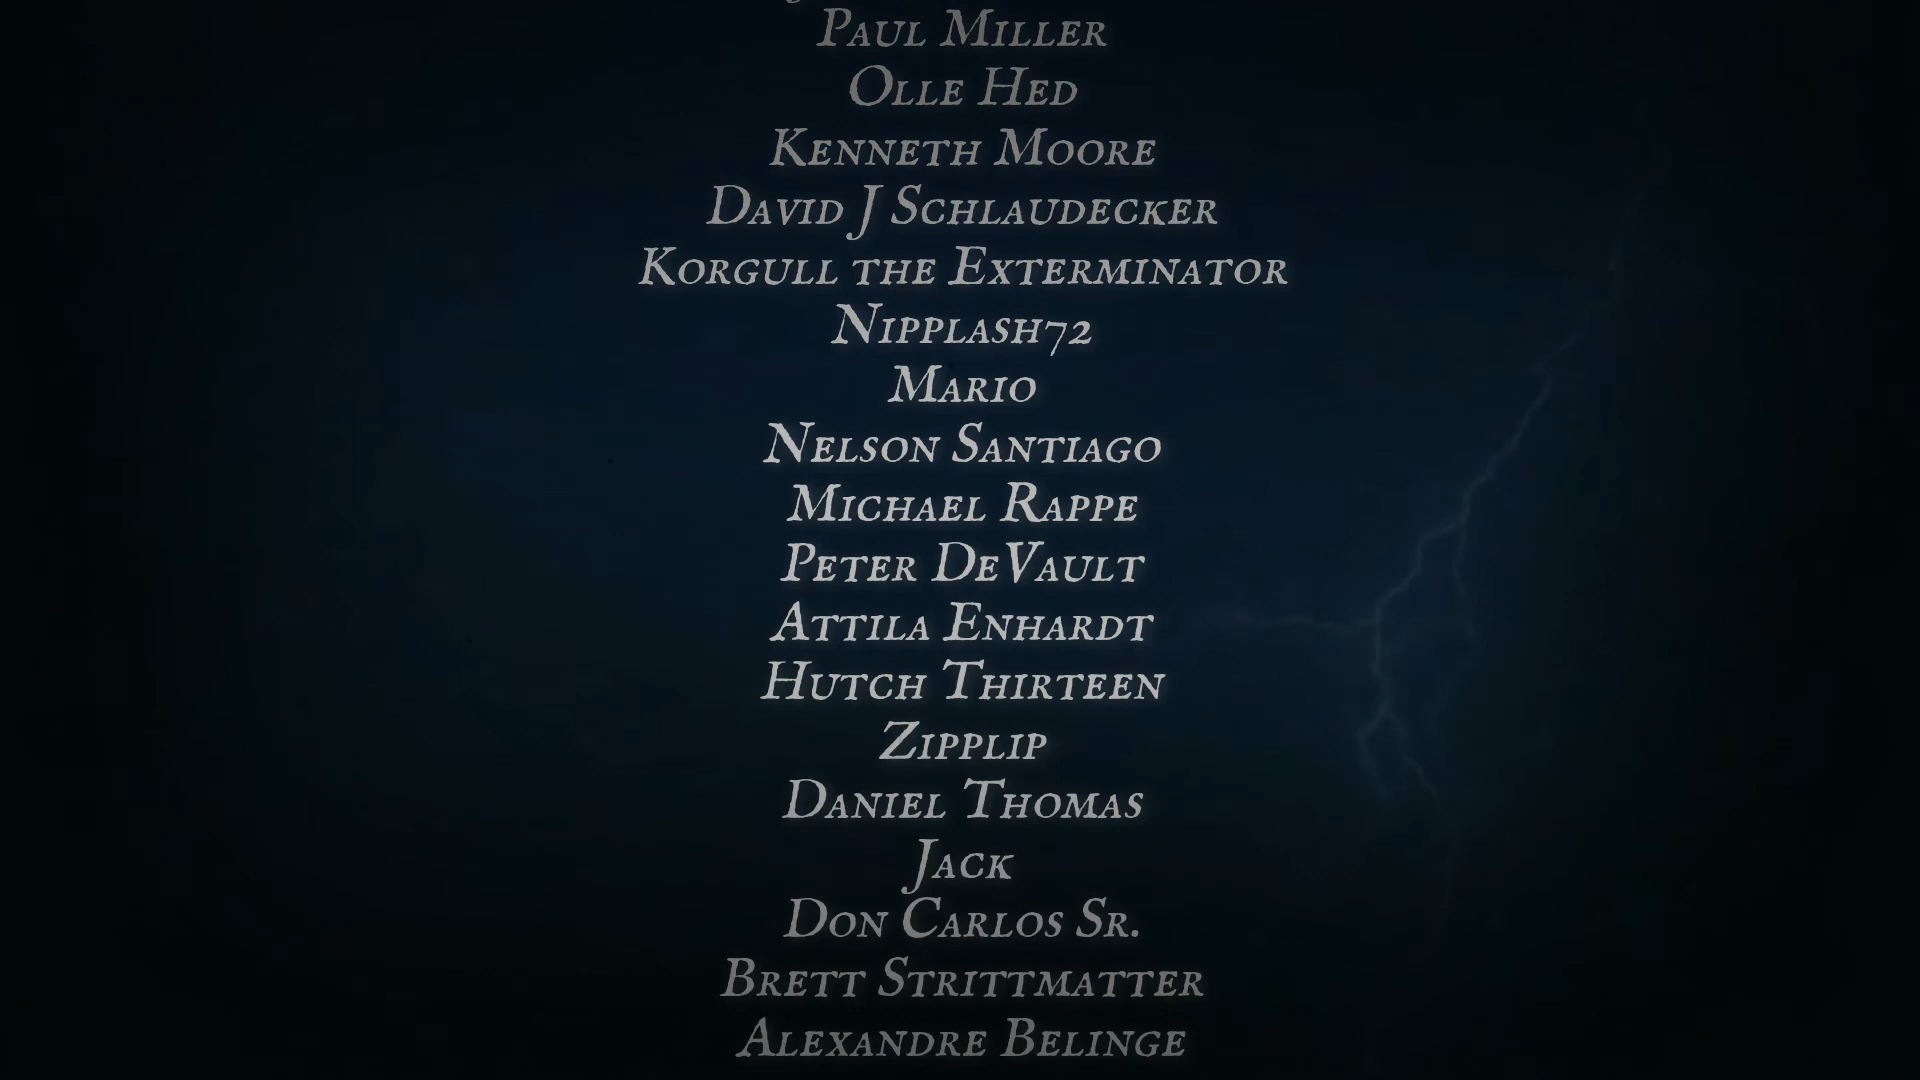 Paul Miller
Olle Hed
Kenneth Moore
David J Schlaudecker
Korgull the Exterminator
Nipplash72
Mario
Nelson Santiago
Michael Rappe
Peter DeVault
Attila Enhardt
Hutch Thirteen
Zipplip
Daniel Thomas
Jack
Don Carlos Sr.
Brett Strittmatter
Alexandre Belinge